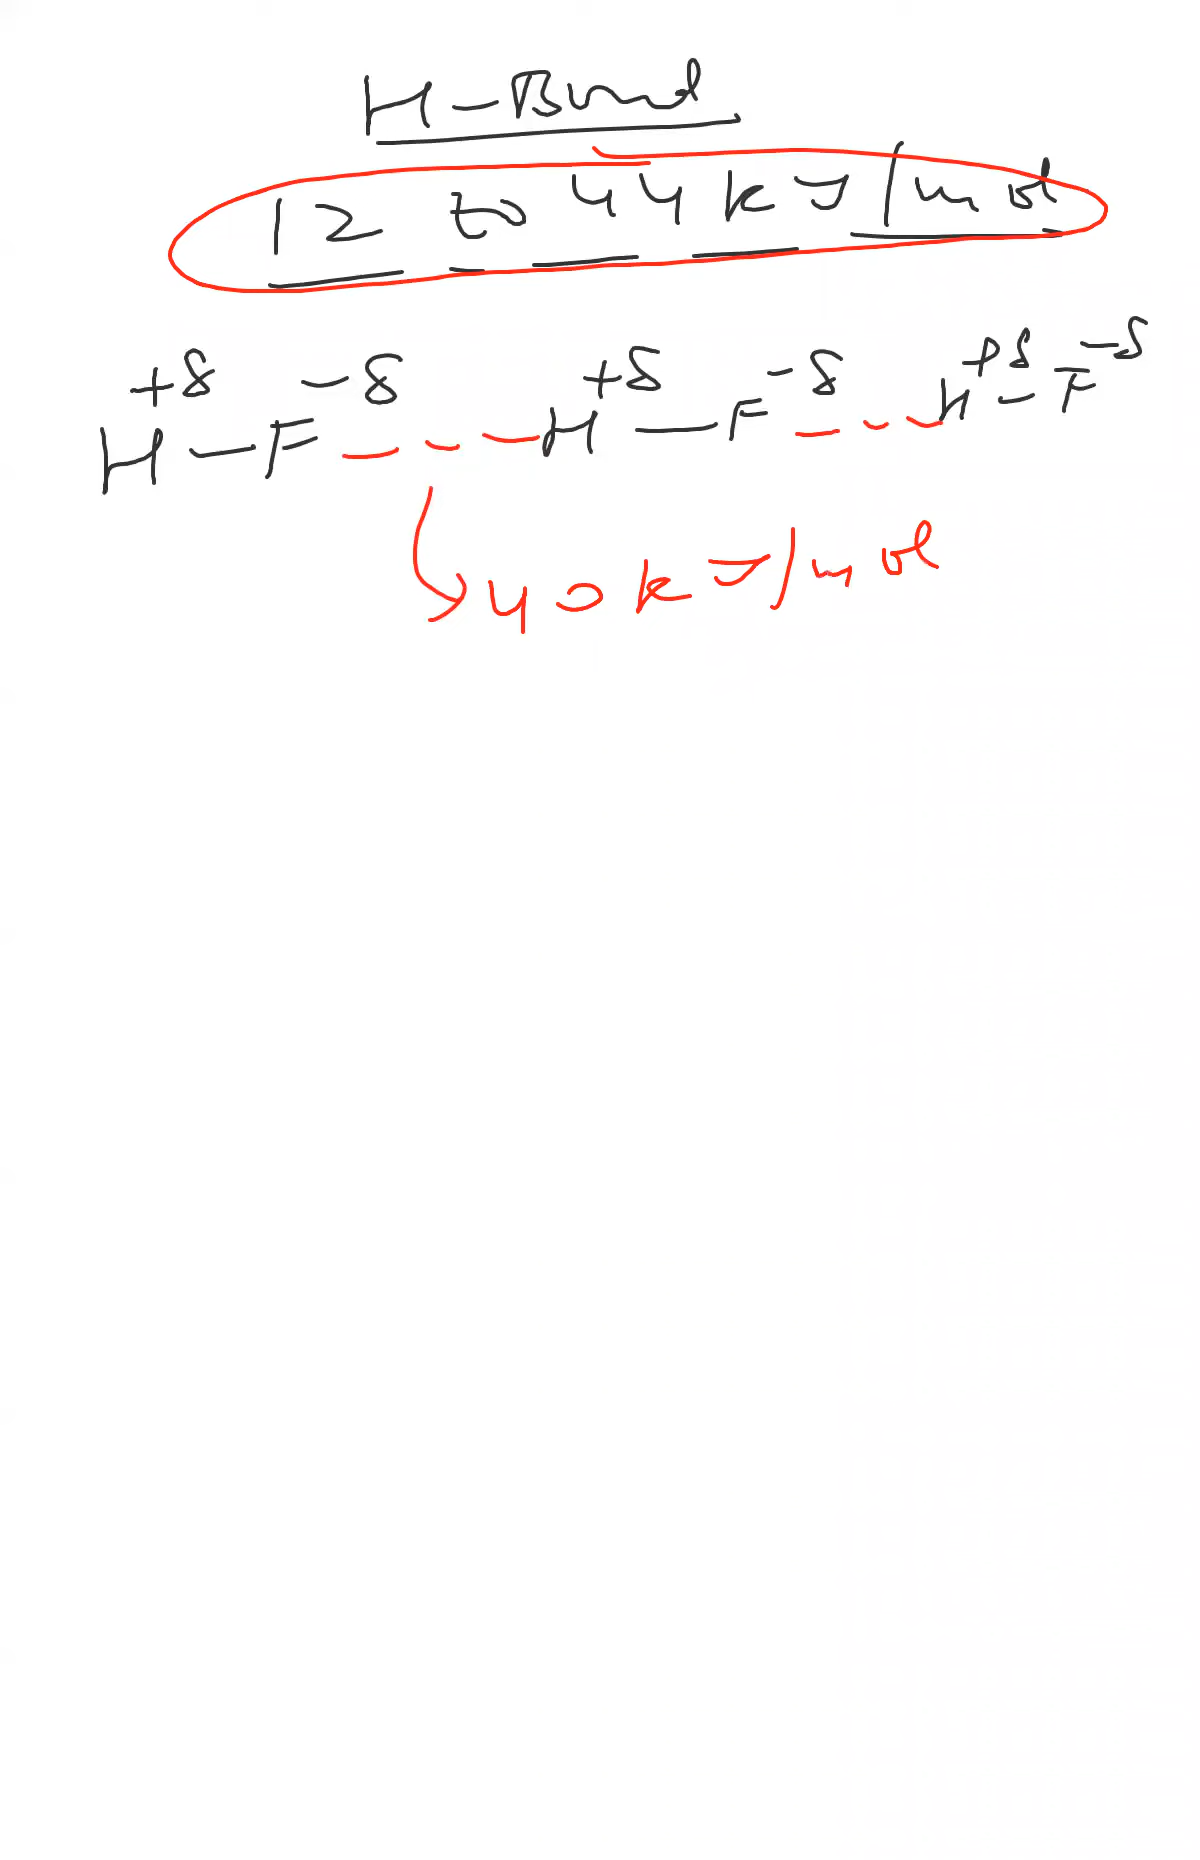 H-Bond
12 to 44 kJ/mol
+δ -δ +δ -δ +δ -δ
H-F---H-F---H-F
40 kJ/mol